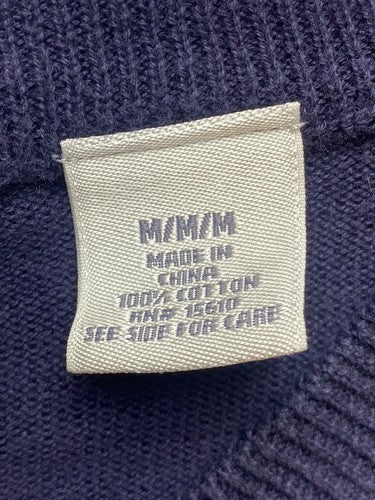 M/M/M
MADE IN
CHINA
100% COTTON
RN# 15610
SEE SIDE FOR CARE